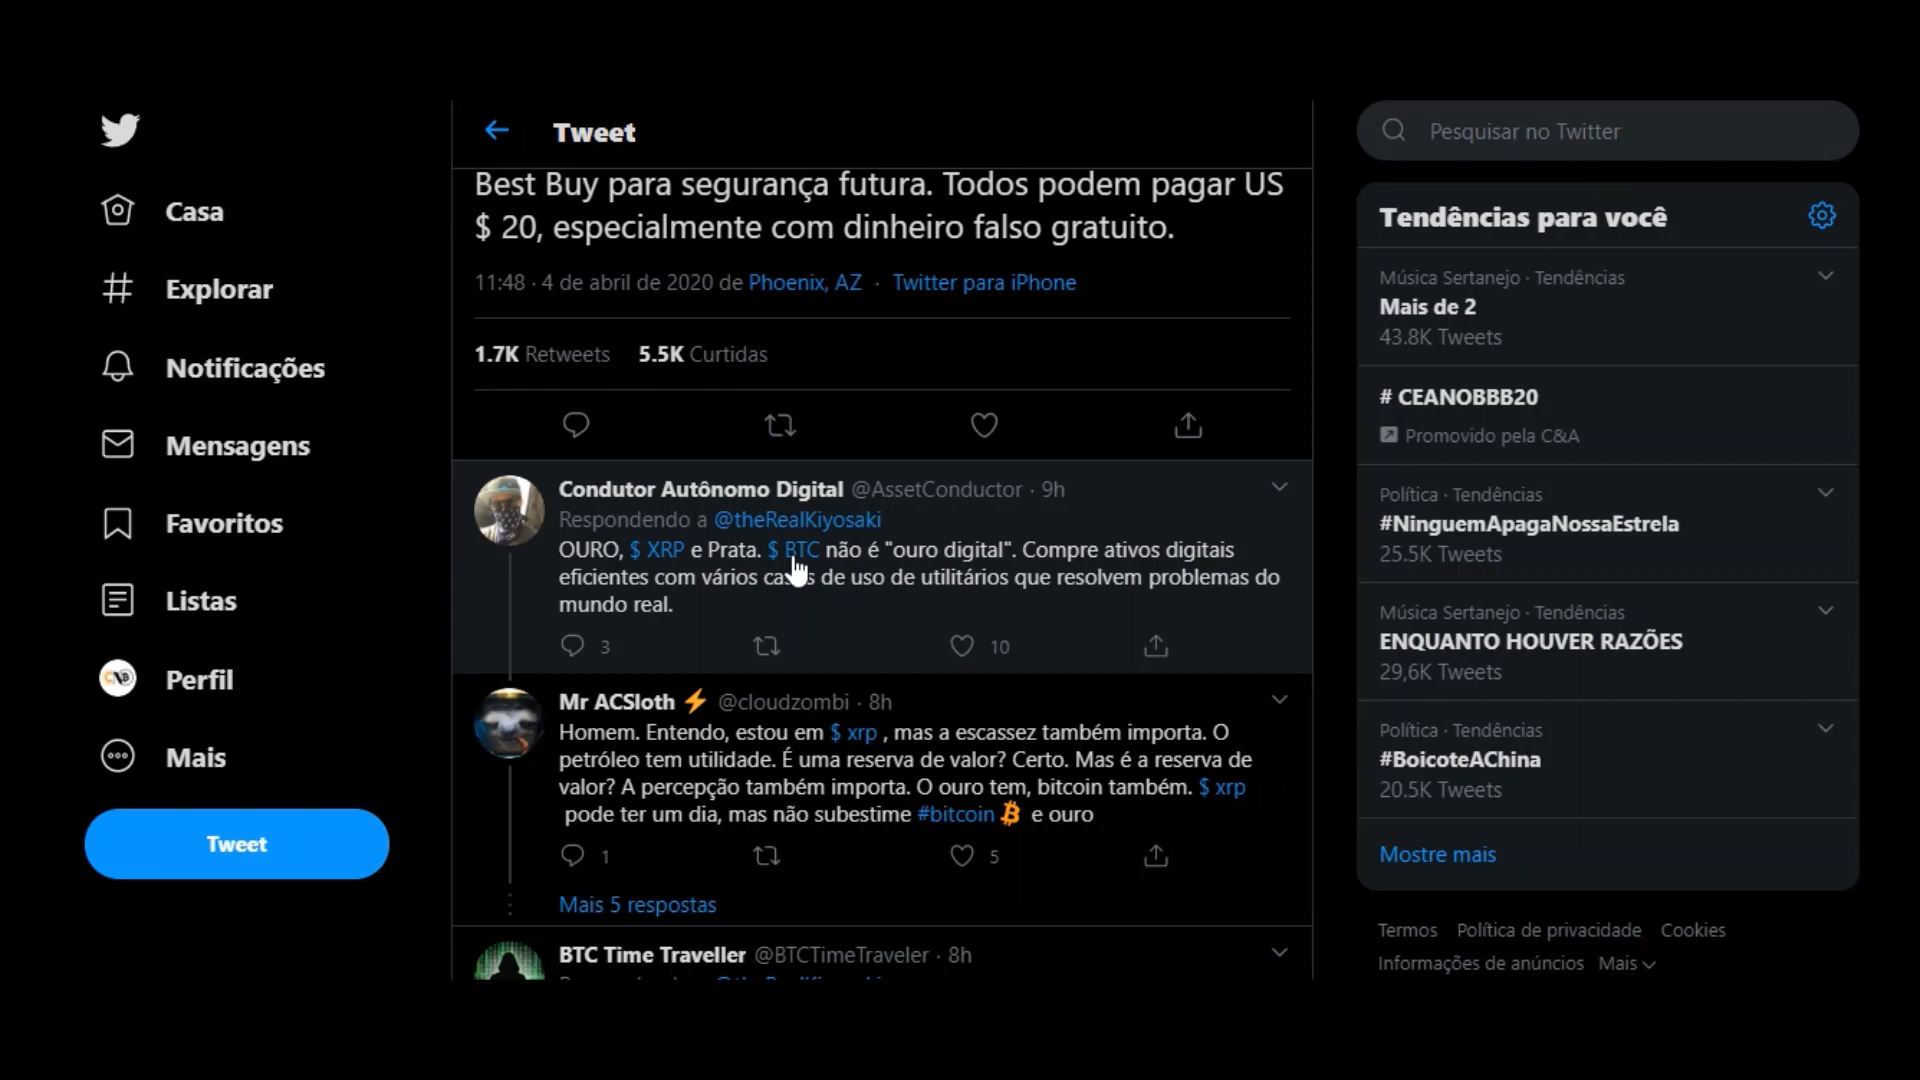 Casa
Explorar
Notificações
Mensagens
Favoritos
Listas
Perfil
Mais
Tweet
Tweet
Best Buy para segurança futura. Todos podem pagar US
$ 20, especialmente com dinheiro falso gratuito.
11:48 · 4 de abril de 2020 de Phoenix, AZ · Twitter para iPhone
1.7K Retweets 5.5K Curtidas
Condutor Autônomo Digital @AssetConductor · 9h
Respondendo a @theRealKiyosaki
OURO, $ XRP e Prata. $ BTC não é "ouro digital". Compre ativos digitais
eficientes com vários de uso de utilitários que resolvem problemas do
mundo real.
3 10
Mr ACSloth ⚡ @cloudzombi · 8h
Homem. Entendo, estou em $ xrp , mas a escassez também importa. O
petróleo tem utilidade. É uma reserva de valor? Certo. Mas é a reserva de
valor? A percepção também importa. O ouro tem, bitcoin também. $ xrp
pode ter um dia, mas não subestime #bitcoin ₿ e ouro
1 5
Mais 5 respostas
BTC Time Traveller @BTCTimeTraveler · 8h
Pesquisar no Twitter
Tendências para você
Música Sertanejo · Tendências
Mais de 2
43.8K Tweets
# CEANOBBB20
Promovido pela C&A
Política · Tendências
#NinguemApagaNossaEstrela
25.5K Tweets
Música Sertanejo · Tendências
ENQUANTO HOUVER RAZÕES
29,6K Tweets
Política · Tendências
#BoicoteAChina
20.5K Tweets
Mostre mais
Termos Política de privacidade Cookies
Informações de anúncios Mais